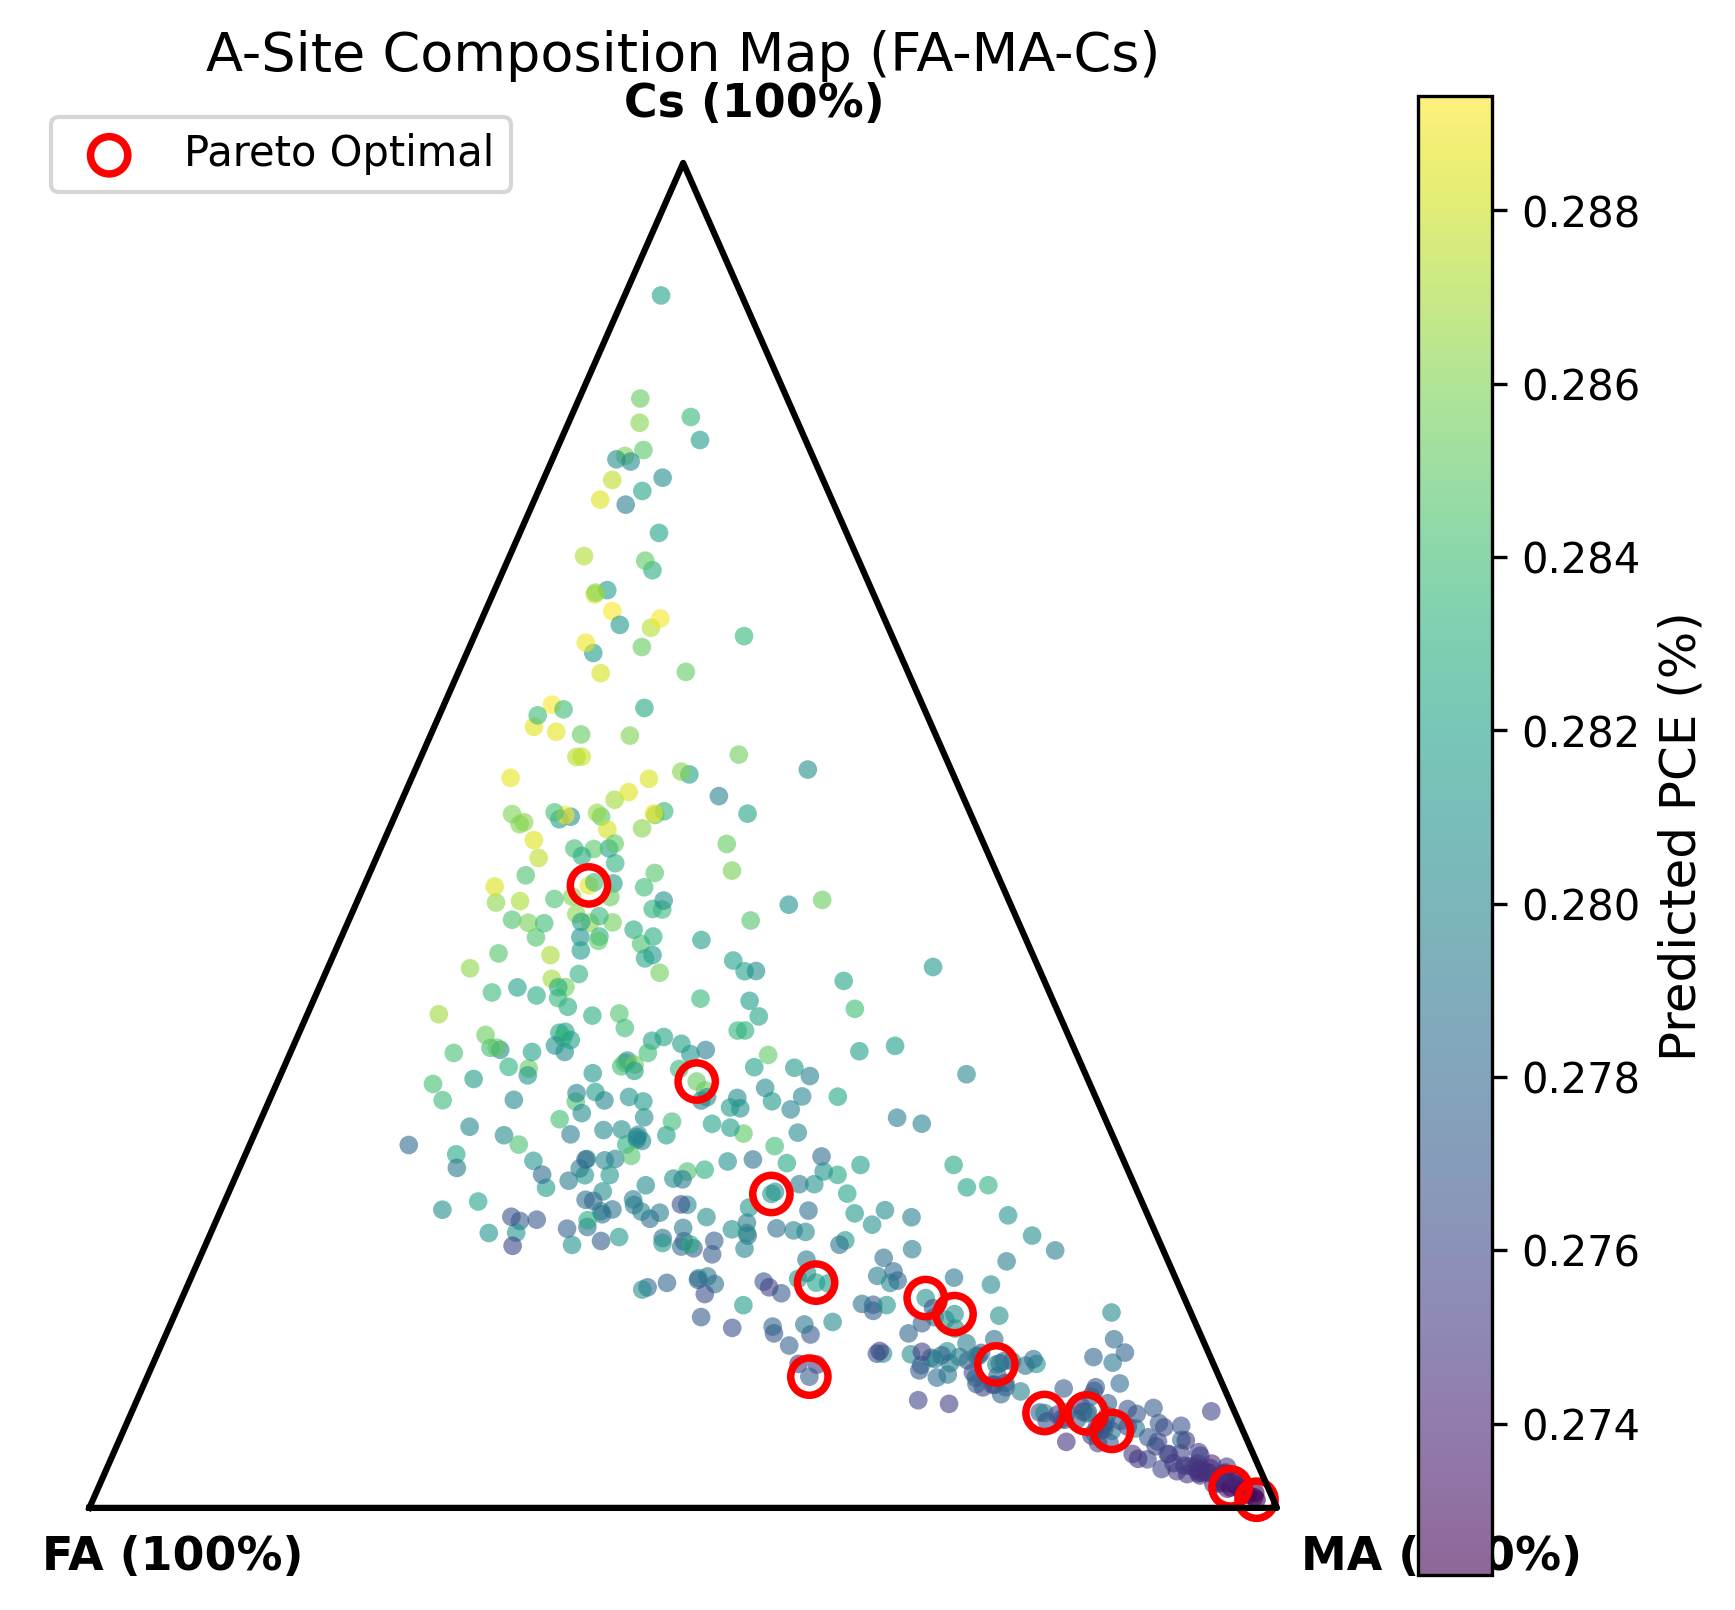 A-Site Composition Map (FA-MA-Cs)
Cs (100%)
Pareto Optimal
0.288
0.286
0.284
0.282
0.280
0.278
0.276
0.274
Predicted PCE (%)
FA (100%)
MA ( 0%)